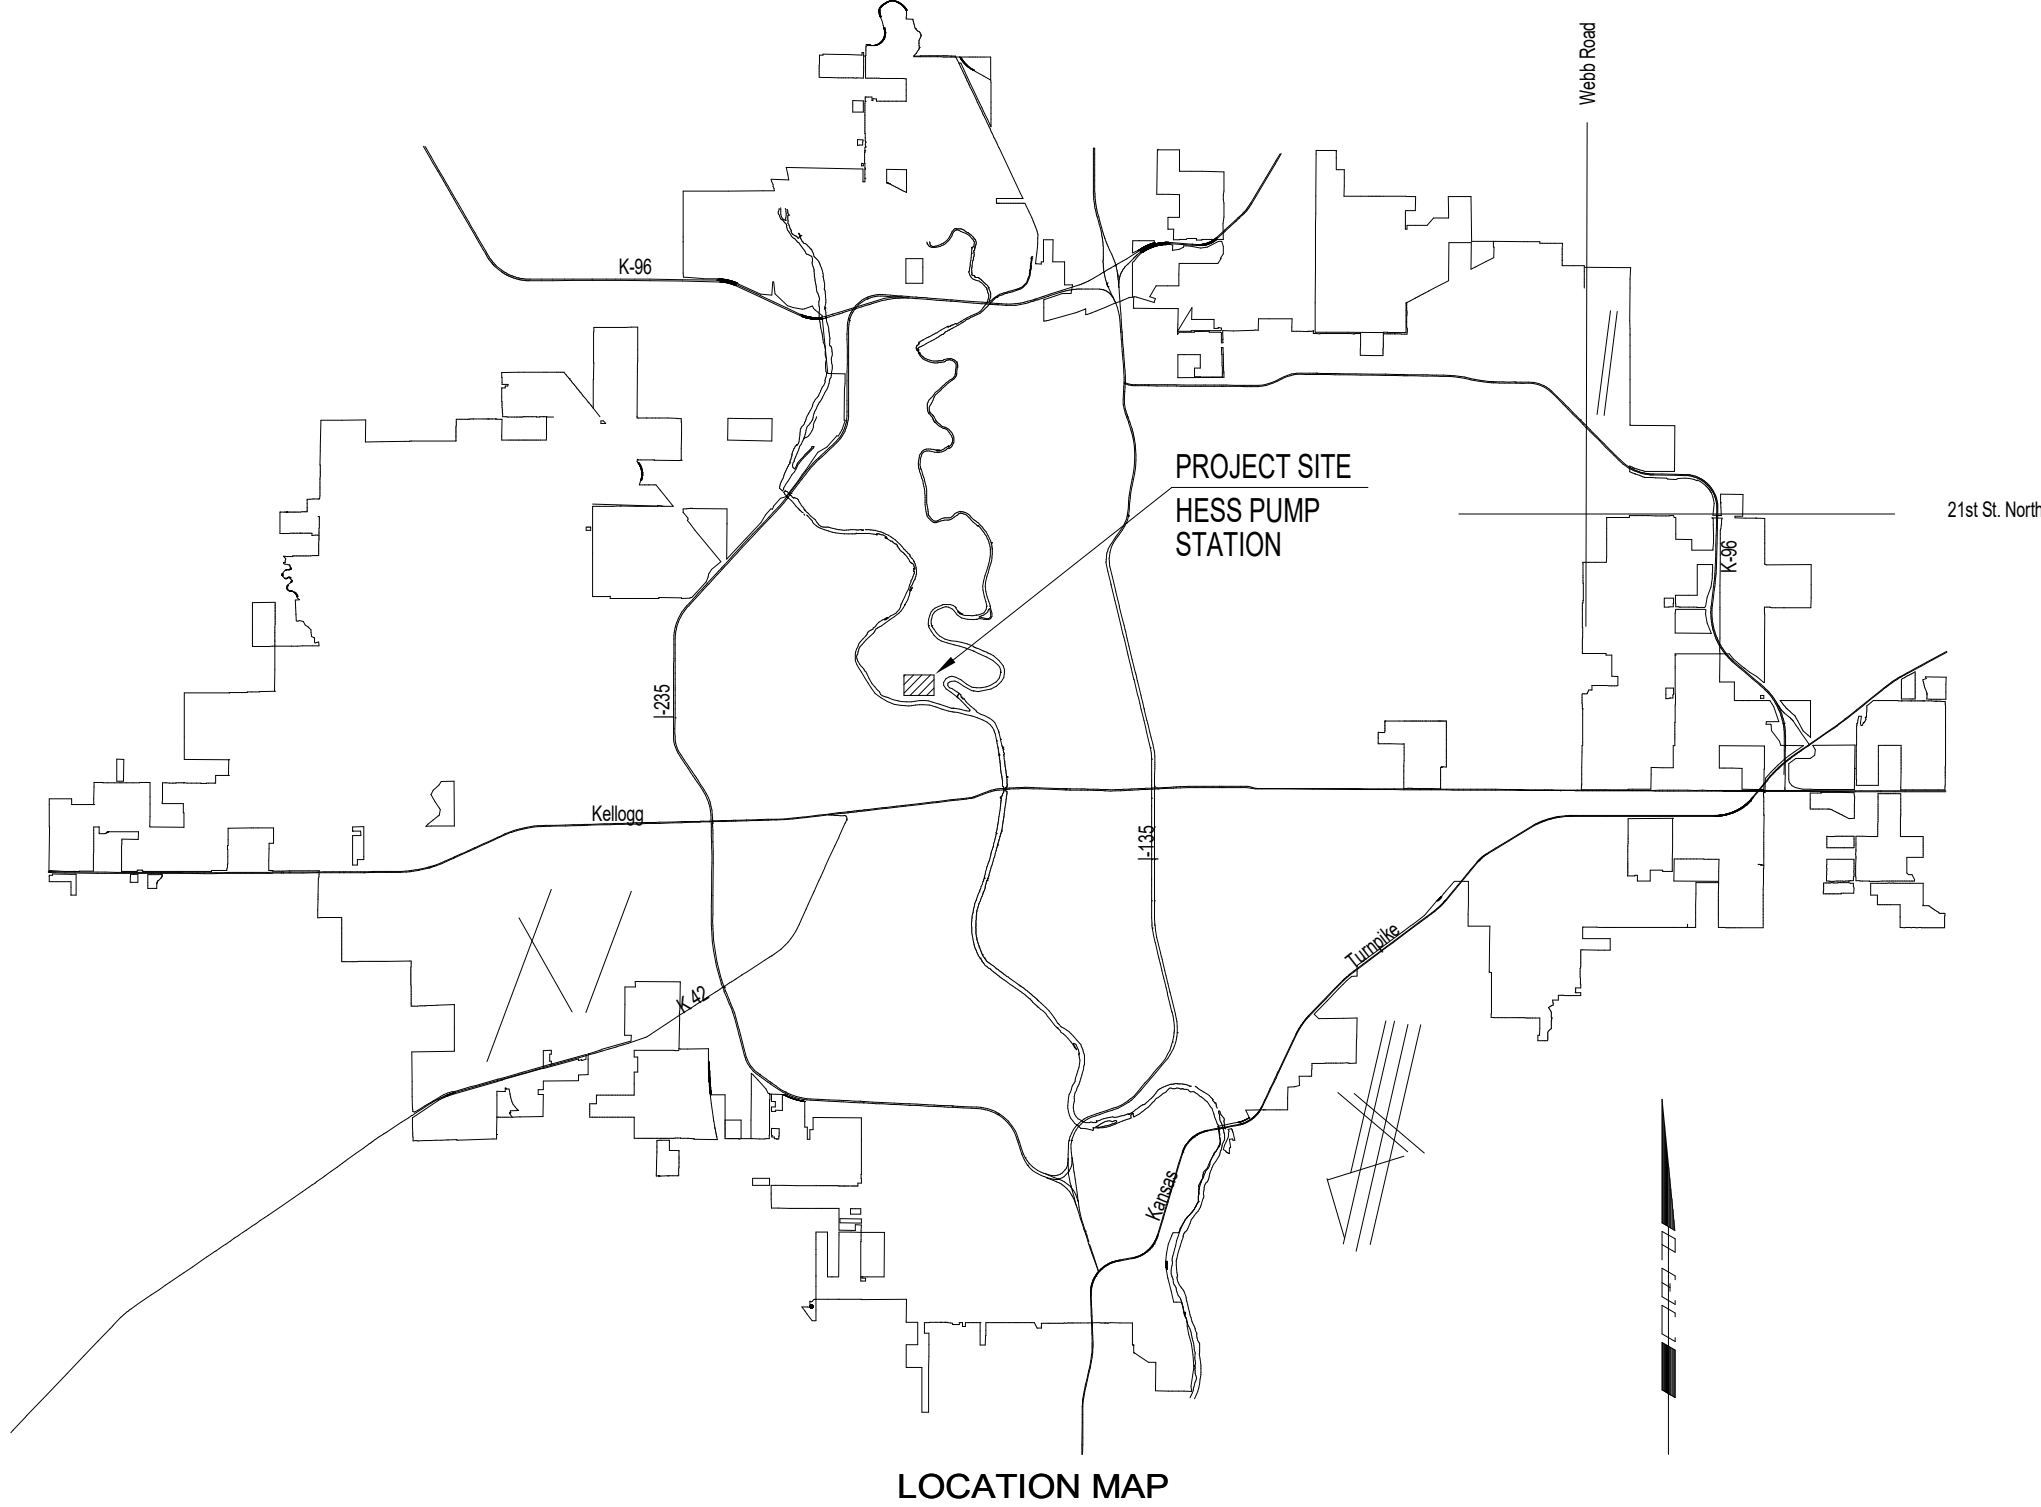 Webb Road
K-96
PROJECT SITE
HESS PUMP
STATION
21st St. North
K-96
I-235
Kellogg
I-135
Turnpike
K 42
Kansas
LOCATION MAP